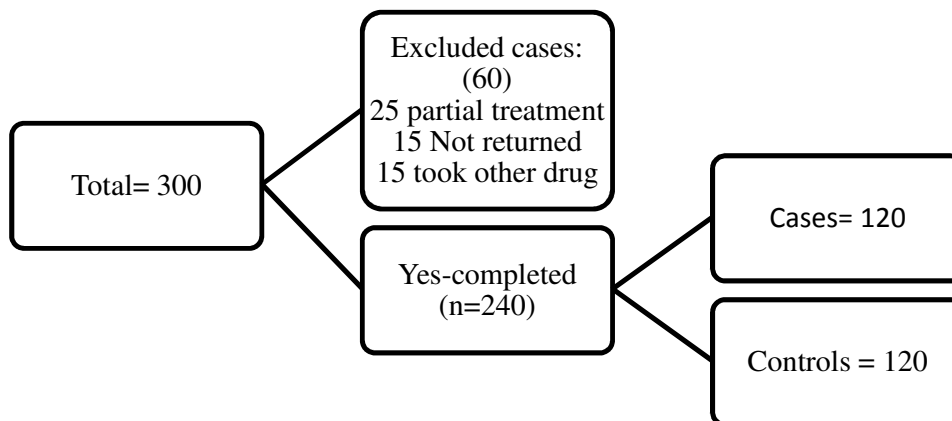 Total= 300
Excluded cases:
(60)
25 partial treatment
15 Not returned
15 took other drug
Yes-completed
(n=240)
Cases= 120
Controls = 120